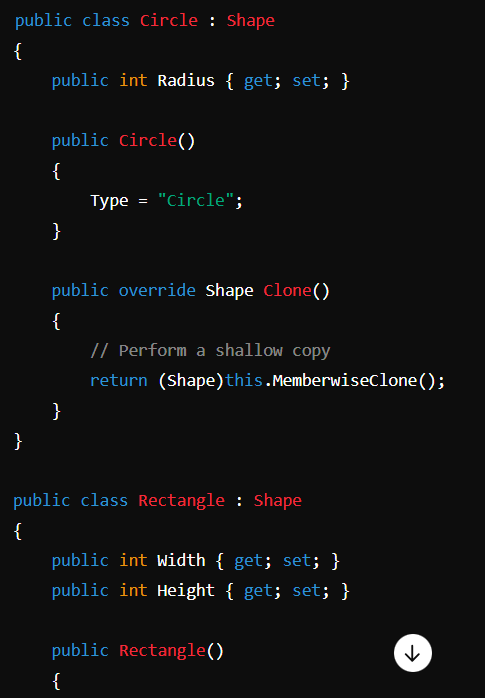 public class Circle : Shape
{
    public int Radius { get; set; }

    public Circle()
    {
        Type = "Circle";
    }

    public override Shape Clone()
    {
        // Perform a shallow copy
        return (Shape)this.MemberwiseClone();
    }
}

public class Rectangle : Shape
{
    public int Width { get; set; }
    public int Height { get; set; }

    public Rectangle()
    {